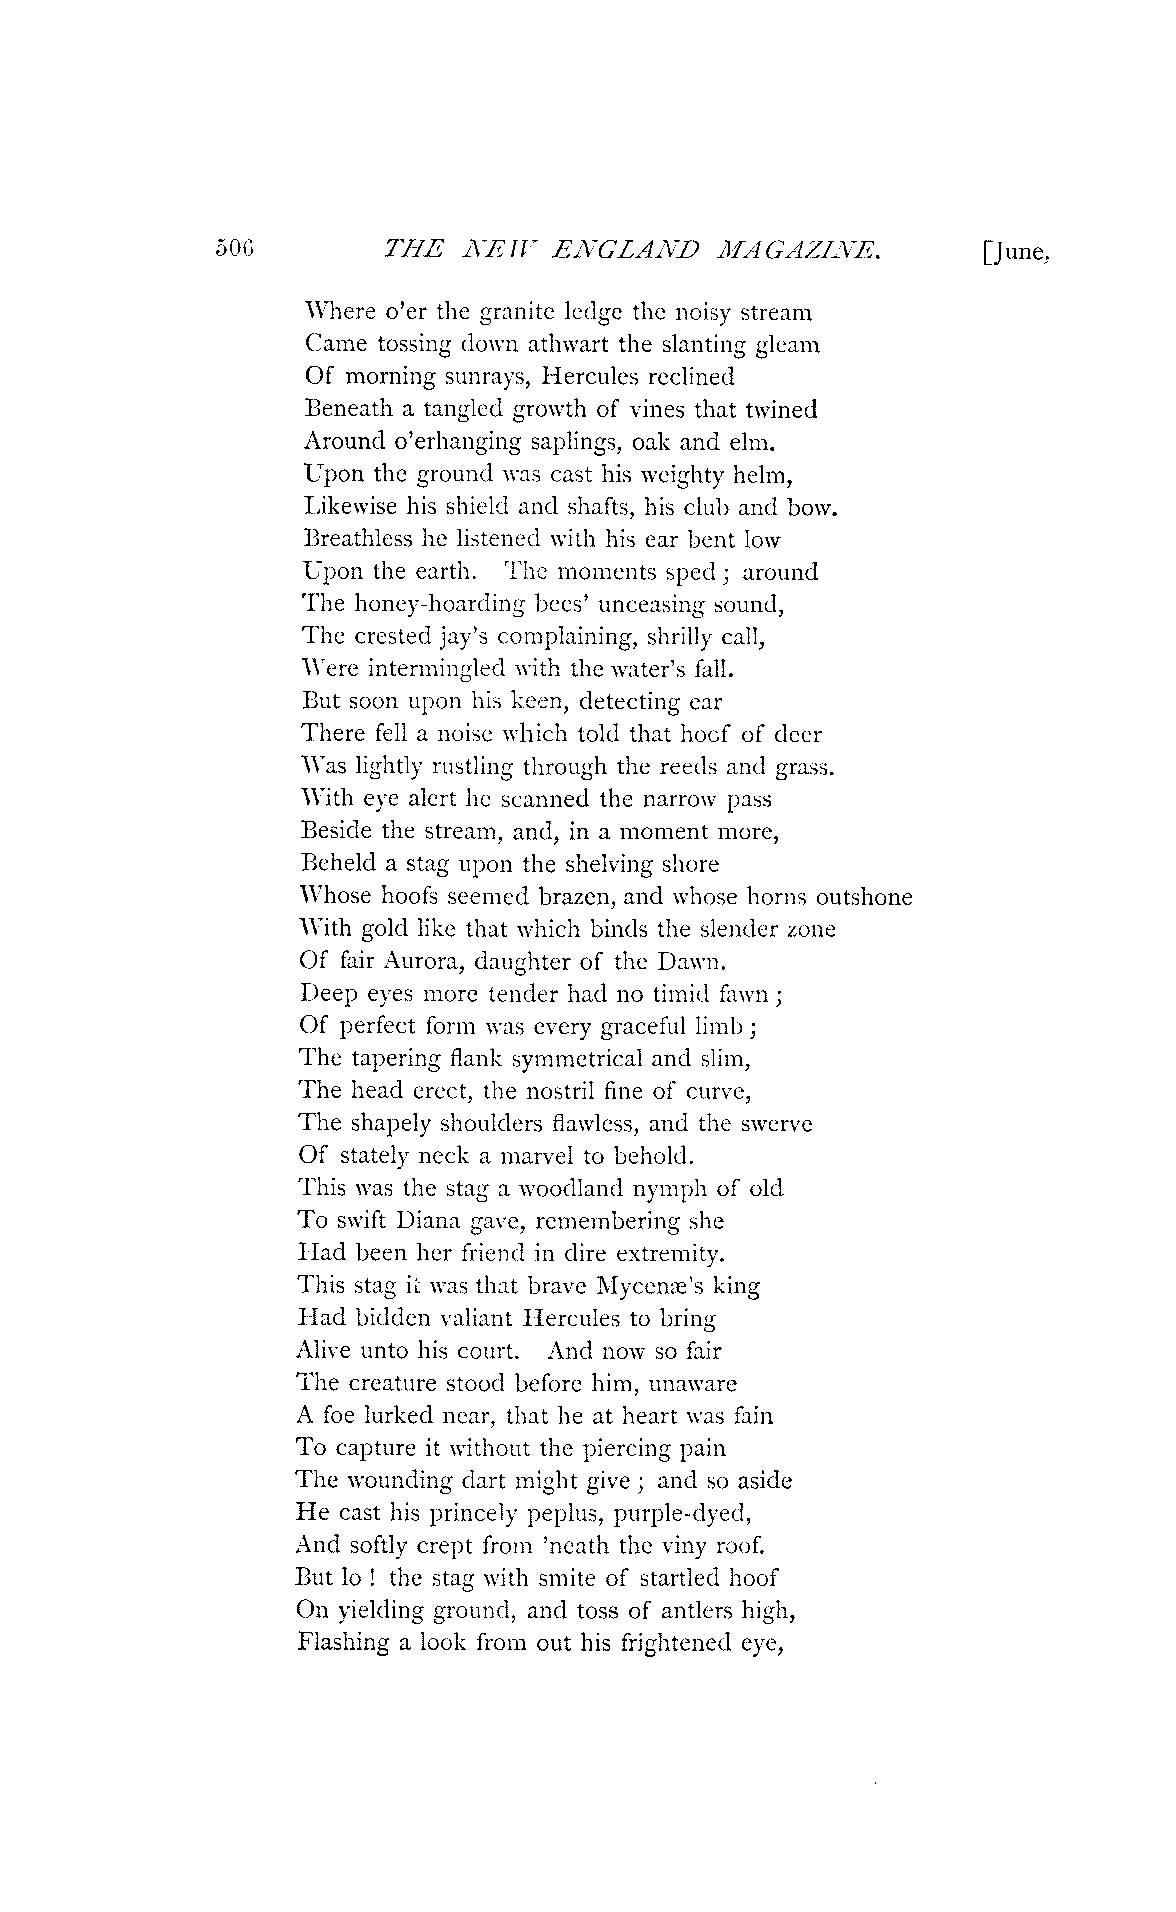 506 THE NEW ENGLAND MAGAZINE. [June,
Where o'er the granite ledge the noisy stream
Came tossing down athwart the slanting gleam
Of morning sunrays, Hercules reclined
Beneath a tangled growth of vines that twined
Around o'erhanging saplings, oak and elm.
Upon the ground was cast his weighty helm,
Likewise his shield and shafts, his club and bow.
Breathless he listened with his ear bent low
Upon the earth. The moments sped; around
The honey-hoarding bees' unceasing sound,
The crested jay's complaining, shrilly call,
Were intermingled with the water's fall.
But soon upon his keen, detecting ear
There fell a noise which told that hoof of deer
Was lightly rustling through the reeds and grass.
With eye alert he scanned the narrow pass
Beside the stream, and, in a moment more,
Beheld a stag upon the shelving shore
Whose hoofs seemed brazen, and whose horns outshone
With gold like that which binds the slender zone
Of fair Aurora, daughter of the Dawn.
Deep eyes more tender had no timid fawn;
Of perfect form was every graceful limb;
The tapering flank symmetrical and slim,
The head erect, the nostril fine of curve,
The shapely shoulders flawless, and the swerve
Of stately neck a marvel to behold.
This was the stag a woodland nymph of old
To swift Diana gave, remembering she
Had been her friend in dire extremity.
This stag it was that brave Mycenæ's king
Had bidden valiant Hercules to bring
Alive unto his court. And now so fair
The creature stood before him, unaware
A foe lurked near, that he at heart was fain
To capture it without the piercing pain
The wounding dart might give; and so aside
He cast his princely peplus, purple-dyed,
And softly crept from 'neath the viny roof.
But lo! the stag with smite of startled hoof
On yielding ground, and toss of antlers high,
Flashing a look from out his frightened eye,